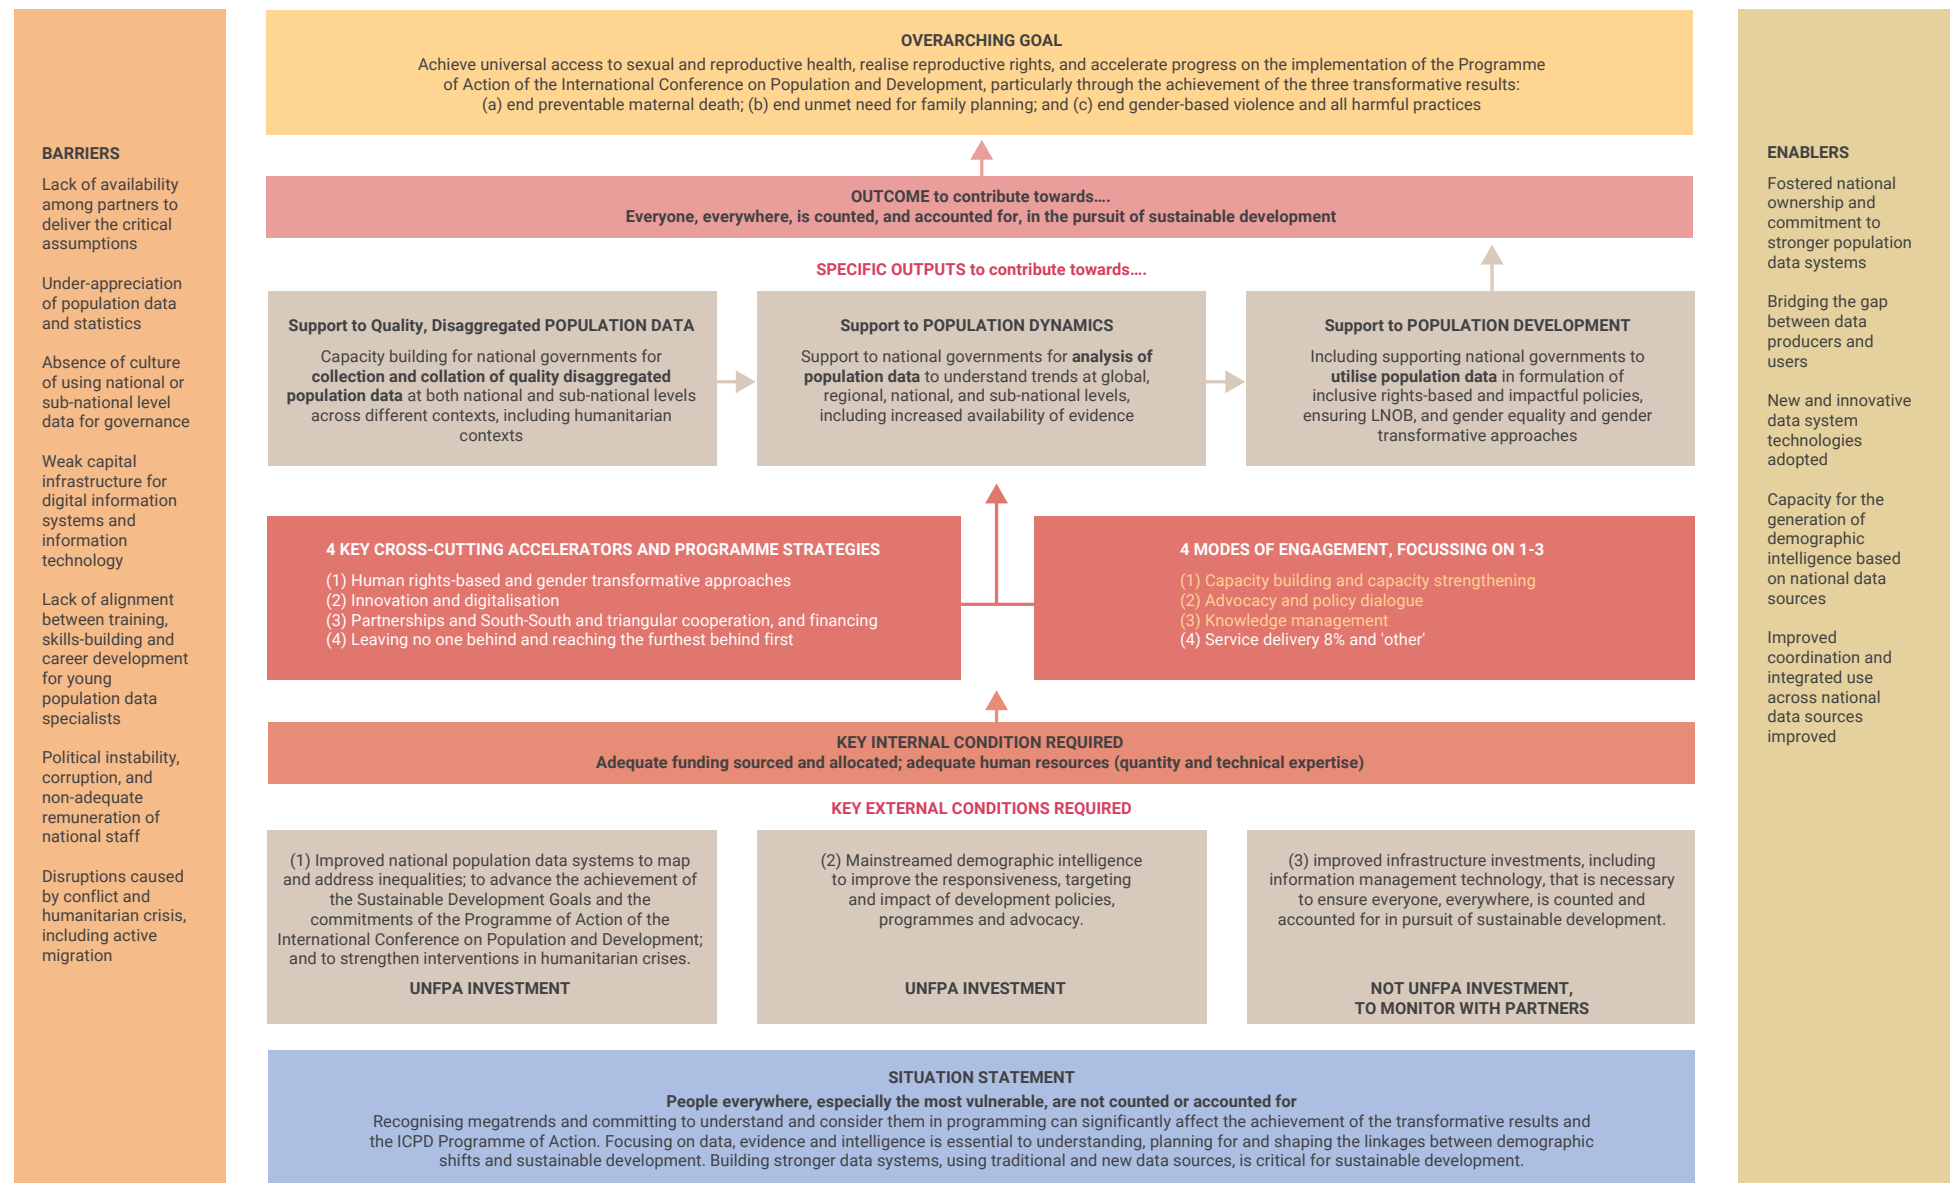 BARRIERS
Lack of availability
among partners to
deliver the critical
assumptions
Under-appreciation
of population data
and statistics
Absence of culture
of using national or
sub-national level
data for governance
Weak capital
infrastructure for
digital information
systems and
information
technology
Lack of alignment
between training,
skills-building and
career development
for young
population data
specialists
Political instability,
corruption, and
non-adequate
remuneration of
national staff
Disruptions caused
by conflict and
humanitarian crisis,
including active
migration
OVERARCHING GOAL
Achieve universal access to sexual and reproductive health, realise reproductive rights, and accelerate progress on the implementation of the Programme
of Action of the International Conference on Population and Development, particularly through the achievement of the three transformative results:
(a) end preventable maternal death; (b) end unmet need for family planning; and (c) end gender-based violence and all harmful practices
OUTCOME to contribute towards....
Everyone, everywhere, is counted, and accounted for, in the pursuit of sustainable development
SPECIFIC OUTPUTS to contribute towards....
Support to Quality, Disaggregated POPULATION DATA
Capacity building for national governments for
collection and collation of quality disaggregated
population data at both national and sub-national levels
across different contexts, including humanitarian
contexts
Support to POPULATION DYNAMICS
Support to national governments for analysis of
population data to understand trends at global,
regional, national, and sub-national levels,
including increased availability of evidence
Support to POPULATION DEVELOPMENT
Including supporting national governments to
utilise population data in formulation of
inclusive rights-based and impactful policies,
ensuring LNOB, and gender equality and gender
transformative approaches
4 KEY CROSS-CUTTING ACCELERATORS AND PROGRAMME STRATEGIES
(1) Human rights-based and gender transformative approaches
(2) Innovation and digitalisation
(3) Partnerships and South-South and triangular cooperation, and financing
(4) Leaving no one behind and reaching the furthest behind first
4 MODES OF ENGAGEMENT, FOCUSSING ON 1-3
(1) Capacity building and capacity strengthening
(2) Advocacy and policy dialogue
(3) Knowledge management
(4) Service delivery 8% and 'other'
KEY INTERNAL CONDITION REQUIRED
Adequate funding sourced and allocated; adequate human resources (quantity and technical expertise)
KEY EXTERNAL CONDITIONS REQUIRED
(1) Improved national population data systems to map
and address inequalities; to advance the achievement of
the Sustainable Development Goals and the
commitments of the Programme of Action of the
International Conference on Population and Development;
and to strengthen interventions in humanitarian crises.
UNFPA INVESTMENT
(2) Mainstreamed demographic intelligence
to improve the responsiveness, targeting
and impact of development policies,
programmes and advocacy.
UNFPA INVESTMENT
(3) improved infrastructure investments, including
information management technology, that is necessary
to ensure everyone, everywhere, is counted and
accounted for in pursuit of sustainable development.
NOT UNFPA INVESTMENT,
TO MONITOR WITH PARTNERS
SITUATION STATEMENT
People everywhere, especially the most vulnerable, are not counted or accounted for
Recognising megatrends and committing to understand and consider them in programming can significantly affect the achievement of the transformative results and
the ICPD Programme of Action. Focusing on data, evidence and intelligence is essential to understanding, planning for and shaping the linkages between demographic
shifts and sustainable development. Building stronger data systems, using traditional and new data sources, is critical for sustainable development.
ENABLERS
Fostered national
ownership and
commitment to
stronger population
data systems
Bridging the gap
between data
producers and
users
New and innovative
data system
technologies
adopted
Capacity for the
generation of
demographic
intelligence based
on national data
sources
Improved
coordination and
integrated use
across national
data sources
improved